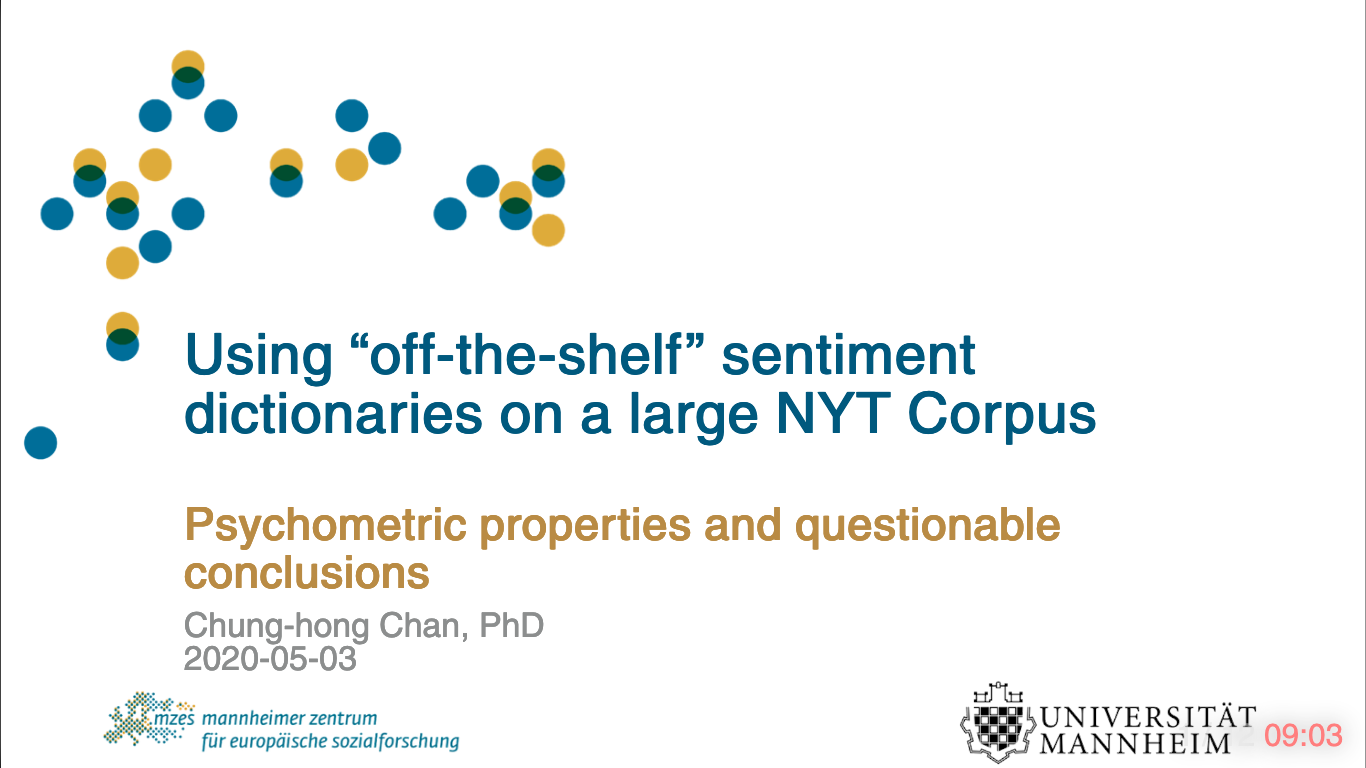 Using “off-the-shelf” sentiment
dictionaries on a large NYT Corpus
Psychometric properties and questionable
conclusions
Chung-hong Chan, PhD
2020-05-03
mzes mannheimer zentrum
für europäische sozialforschung
UNIVERSITÄT
MANNHEIM
09:03